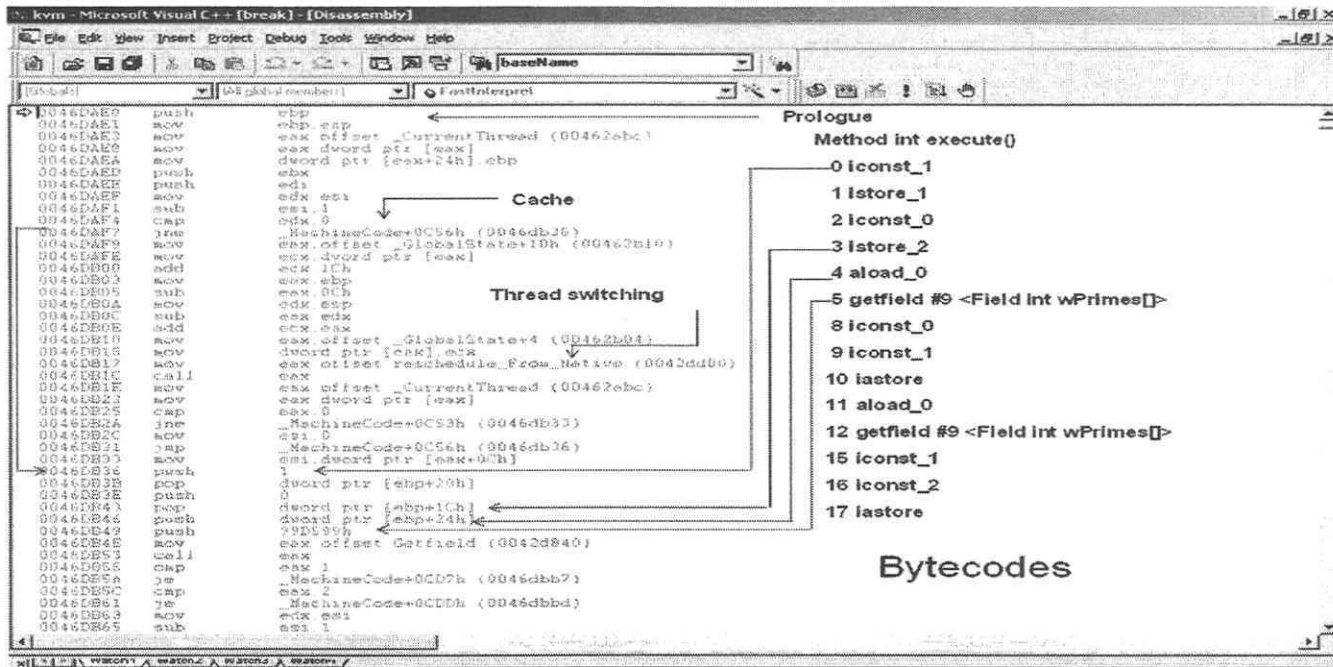 kvm - Microsoft Visual C++ [break] - [Disassembly]
File Edit View Insert Project Debug Tools Window Help
baseName
(Globals) (All global members) FastInterpret
0046DAE0 push ebp
0046DAE1 mov ebp,esp
0046DAE3 mov eax,offset _CurrentThread (00462ebc)
0046DAE8 mov eax,dword ptr [eax]
0046DAEA mov dword ptr [eax+24h],ebp
0046DAED push ebx
0046DAEE push edi
0046DAEF mov edx,esi
0046DAF1 sub esi,1
0046DAF4 cmp edx,0
0046DAF7 jne _MachineCode+0C56h (0046db36)
0046DAF9 mov eax,offset _GlobalState+10h (00462b10)
0046DAFE mov ecx,dword ptr [eax]
0046DB00 add ecx,1Ch
0046DB03 mov eax,ebp
0046DB05 sub eax,0Ch
0046DB0A mov edx,esp
0046DB0C sub eax,edx
0046DB0E add ecx,eax
0046DB10 mov eax,offset _GlobalState+4 (00462b04)
0046DB15 mov dword ptr [eax],ecx
0046DB17 mov eax,offset reschedule_From_Native (0042dd80)
0046DB1C call eax
0046DB1E mov eax,offset _CurrentThread (00462ebc)
0046DB23 mov eax,dword ptr [eax]
0046DB25 cmp eax,0
0046DB2A jne _MachineCode+0C53h (0046db33)
0046DB2C mov esi,0
0046DB31 jmp _MachineCode+0C56h (0046db36)
0046DB33 mov esi,dword ptr [eax+0Ch]
0046DB36 push 1
0046DB3B pop dword ptr [ebp+20h]
0046DB3E push 0
0046DB43 pop dword ptr [ebp+1Ch]
0046DB46 push dword ptr [ebp+24h]
0046DB49 push 99D599h
0046DB4E mov eax,offset Getfield (0042d840)
0046DB53 call eax
0046DB55 cmp eax,1
0046DB5A je _MachineCode+0CD7h (0046dbb7)
0046DB5C cmp eax,2
0046DB61 je _MachineCode+0CDDh (0046dbbd)
0046DB63 mov edx,esi
0046DB65 sub esi,1
Cache
Thread switching
Prologue
Method int execute()
0 iconst_1
1 istore_1
2 iconst_0
3 istore_2
4 aload_0
5 getfield #9 <Field int wPrimes[]>
8 iconst_0
9 iconst_1
10 iastore
11 aload_0
12 getfield #9 <Field int wPrimes[]>
15 iconst_1
16 iconst_2
17 iastore
Bytecodes
Watch1 Watch2 Watch3 Watch4